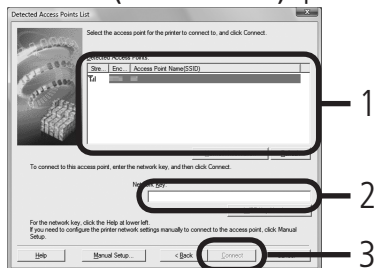 Detected Access Points List
Select the access point for the printer to connect to, and click Connect.
Detected Access Points:
Stre... Enc... Access Point Name(SSID)
1
To connect to this access point, enter the network key, and then click Connect.
Network Key:
2
For the network key, click the Help at lower left.
If you need to configure the printer network settings manually to connect to the access point, click Manual Setup.
Help Manual Setup... < Back Connect
3